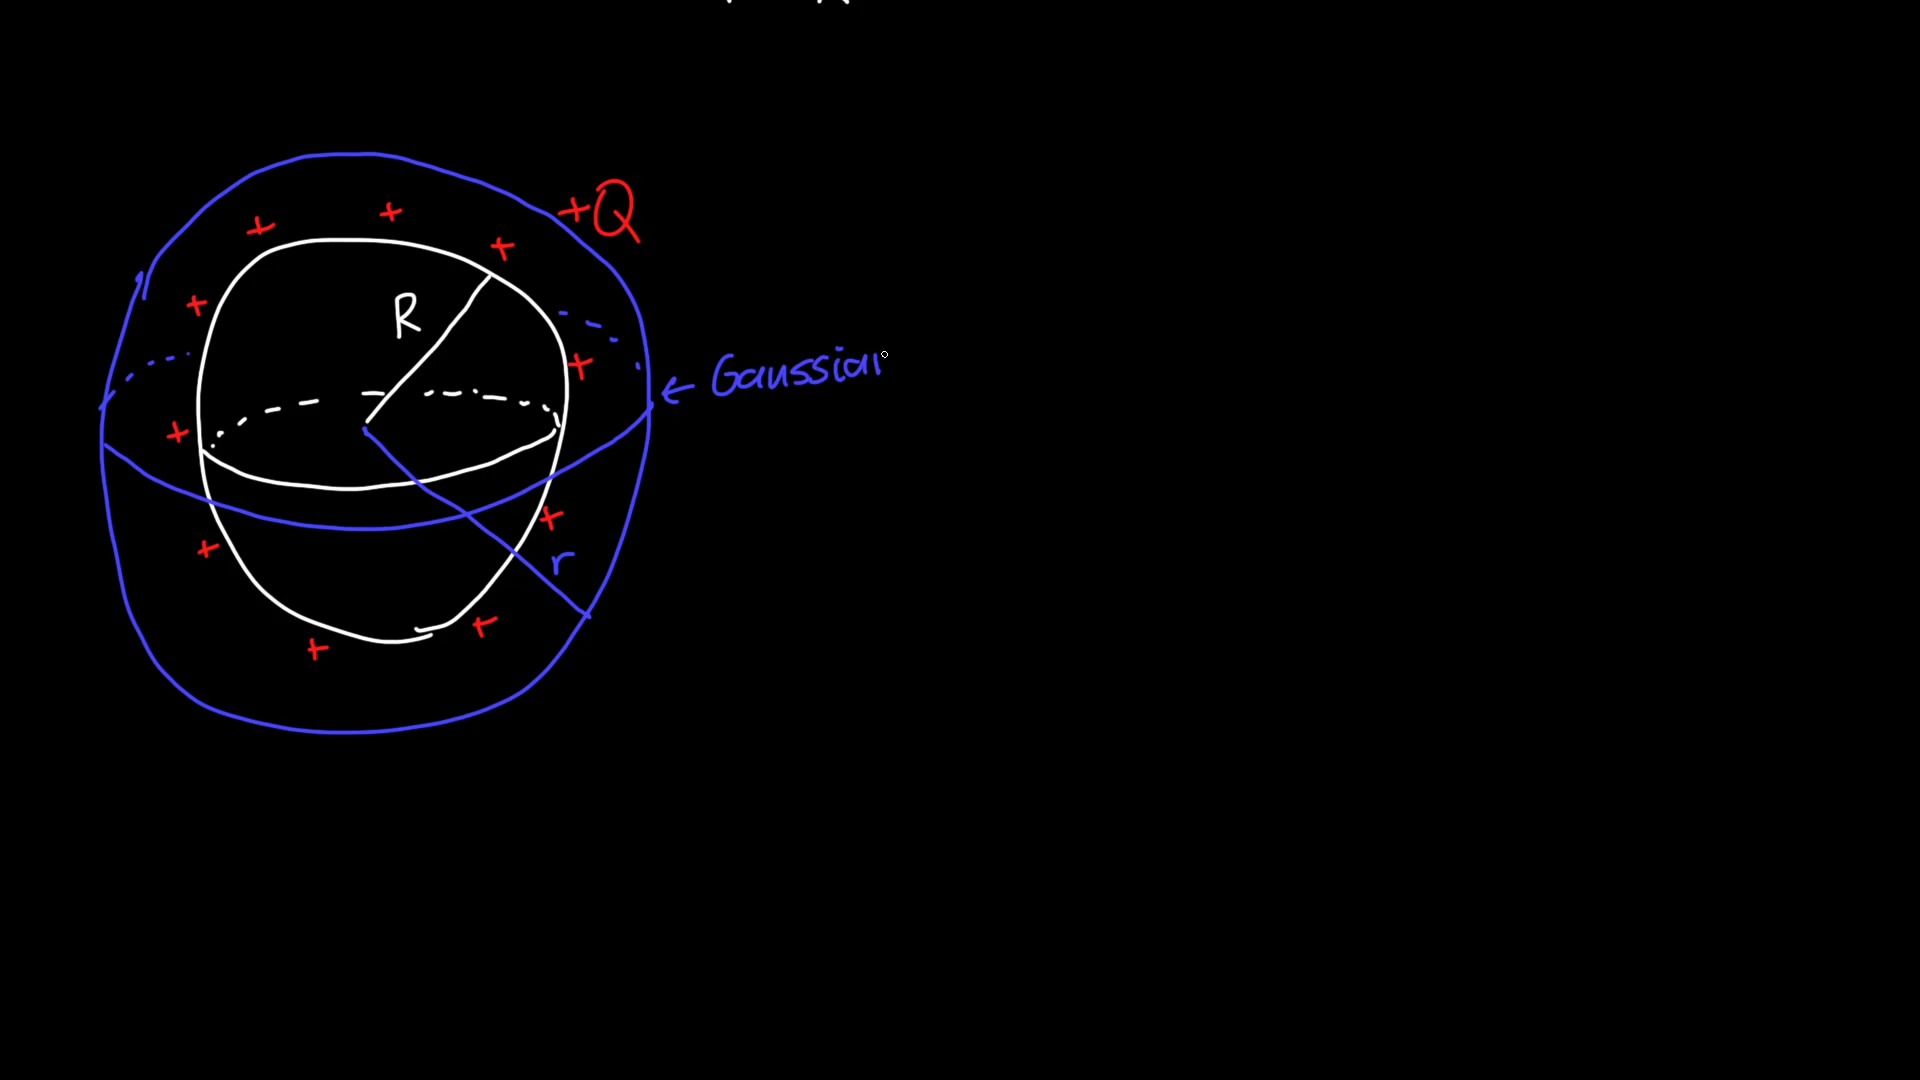 + + + +Q
+ R
+ ← Gaussian
+
+ + r
+ +